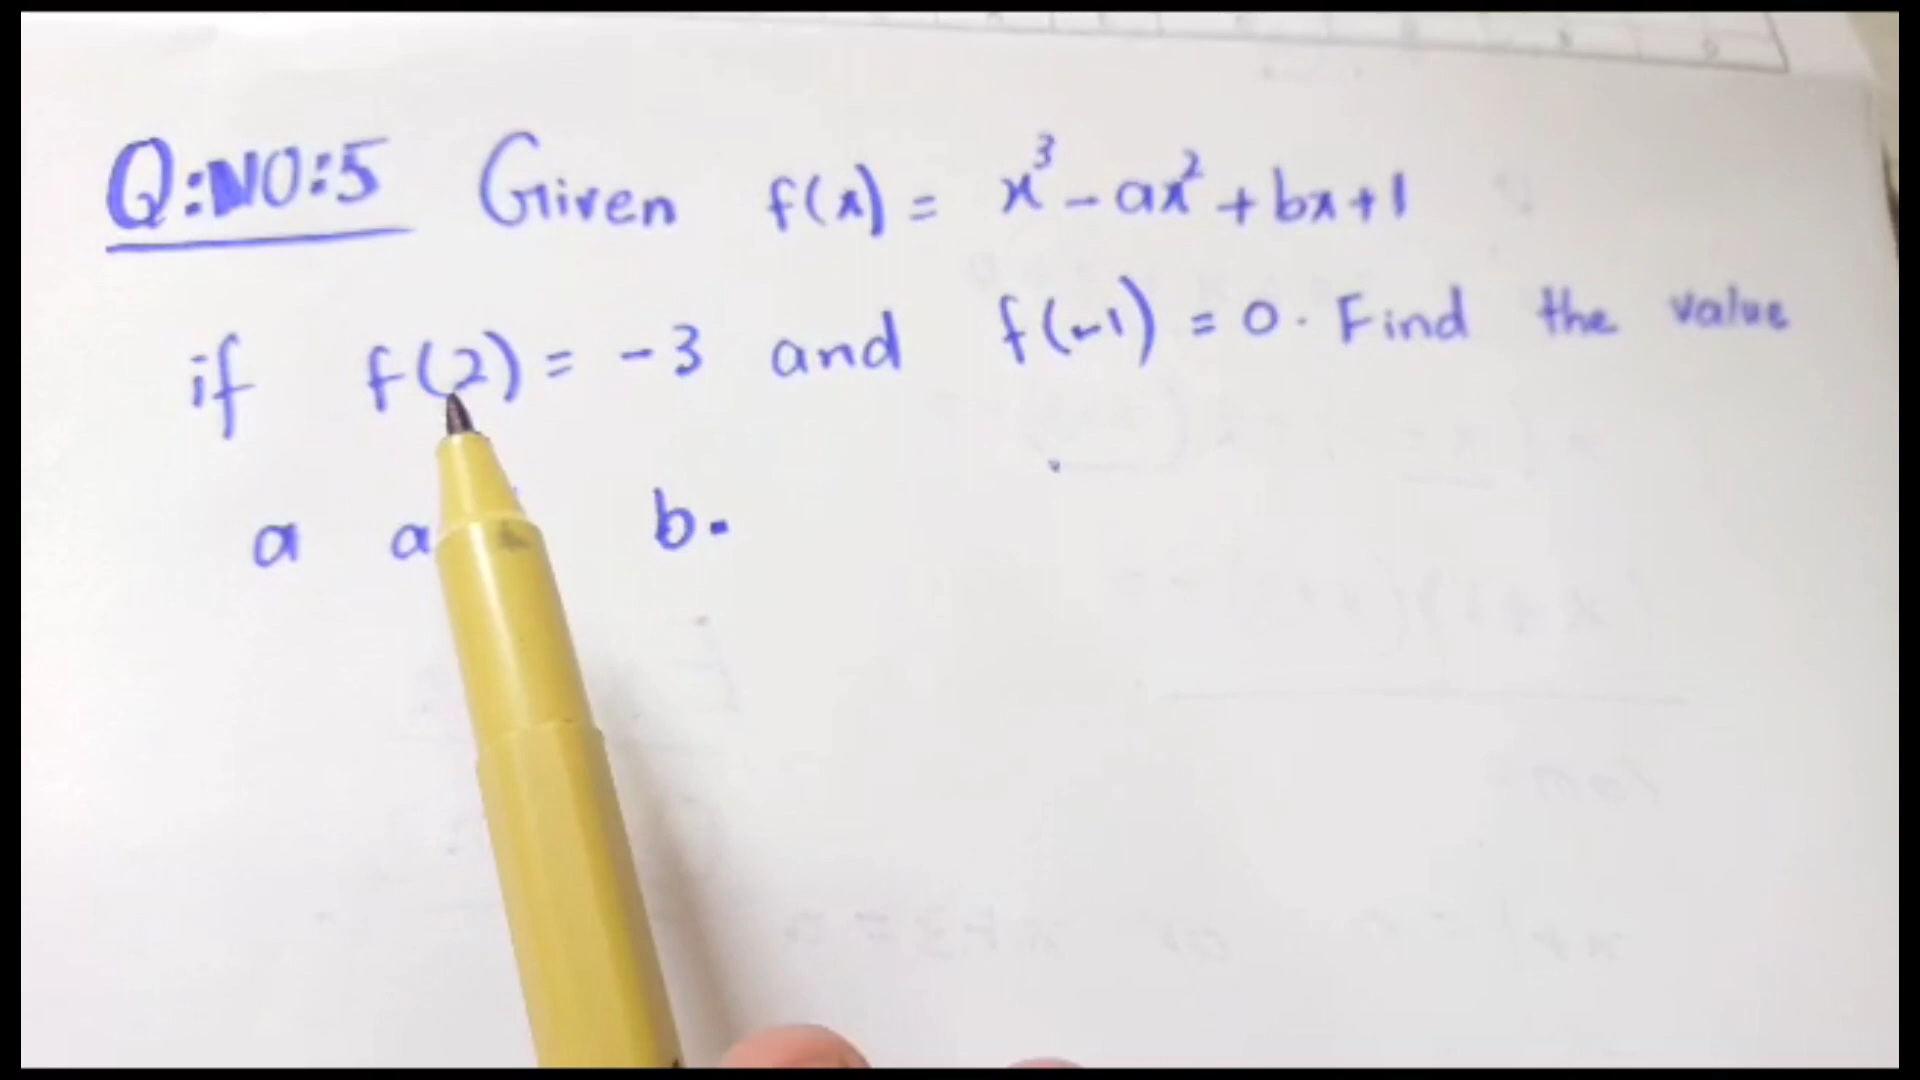 Q:NO:5 Given f(x) = x³ - ax² + bx + 1
if f(2) = -3 and f(-1) = 0. Find the value
a b.